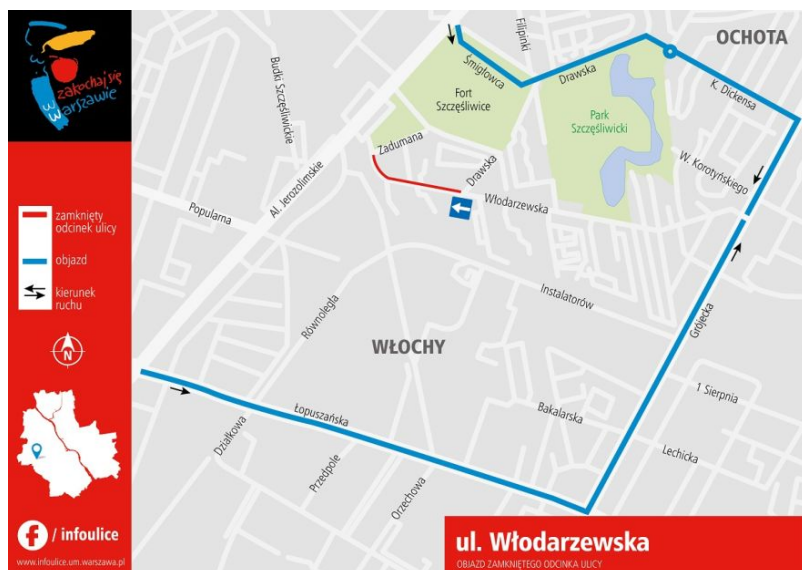 zakochaj się
w warszawie
zamknięty
odcinek ulicy
objazd
kierunek
ruchu
N
f / infoulice
www.infoulice.um.warszawa.pl
OCHOTA
Filipinki
Śmigłowca
Drawska
K. Dickensa
Budki Szczęśliwickie
Fort
Szczęśliwice
Park
Szczęśliwicki
W. Korotyńskiego
Zadumana
Drawska
Włodarzewska
Al. Jerozolimskie
Popularna
Instalatorów
Równoległa
Grójecka
WŁOCHY
1 Sierpnia
Bakalarska
Łopuszańska
Działkowa
Lechicka
Przedpole
Orzechowa
ul. Włodarzewska
OBJAZD ZAMKNIĘTEGO ODCINKA ULICY